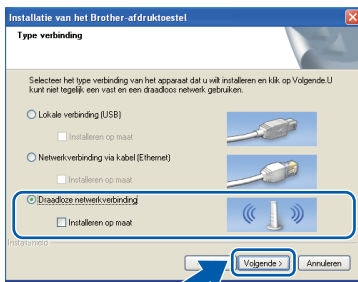 Installatie van het Brother-afdruktoestel
Type verbinding
Selecteer het type verbinding van het apparaat dat u wilt installeren en klik op Volgende.U
kunt niet tegelijk een vast en een draadloos netwerk gebruiken.
Lokale verbinding (USB)
Installeren op maat
Netwerkverbinding via kabel (Ethernet)
Installeren op maat
Draadloze netwerkverbinding
Installeren op maat
InstallShield
Volgende >
Annuleren